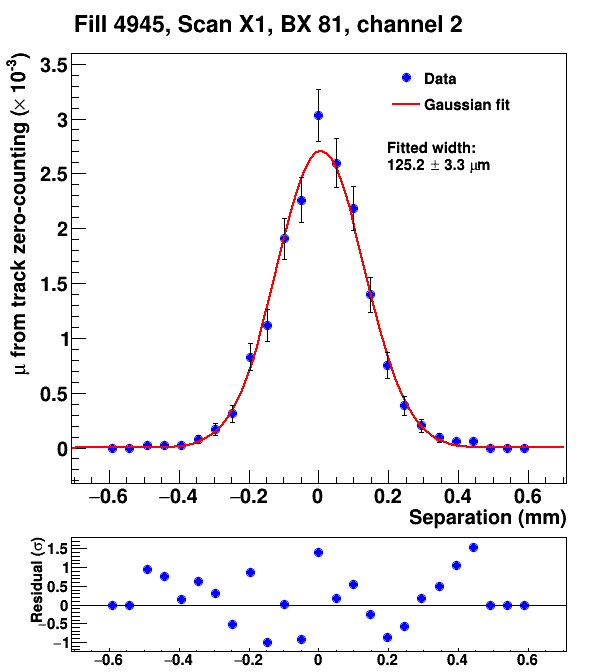 Fill 4945, Scan X1, BX 81, channel 2
μ from track zero-counting (× 10⁻³)
3.5
3
2.5
2
1.5
1
0.5
0
Data
Gaussian fit
Fitted width:
125.2 ± 3.3 μm
−0.6 −0.4 −0.2 0 0.2 0.4 0.6
Separation (mm)
Residual (σ)
1.5
1
0.5
0
−0.5
−1
−0.6 −0.4 −0.2 0 0.2 0.4 0.6